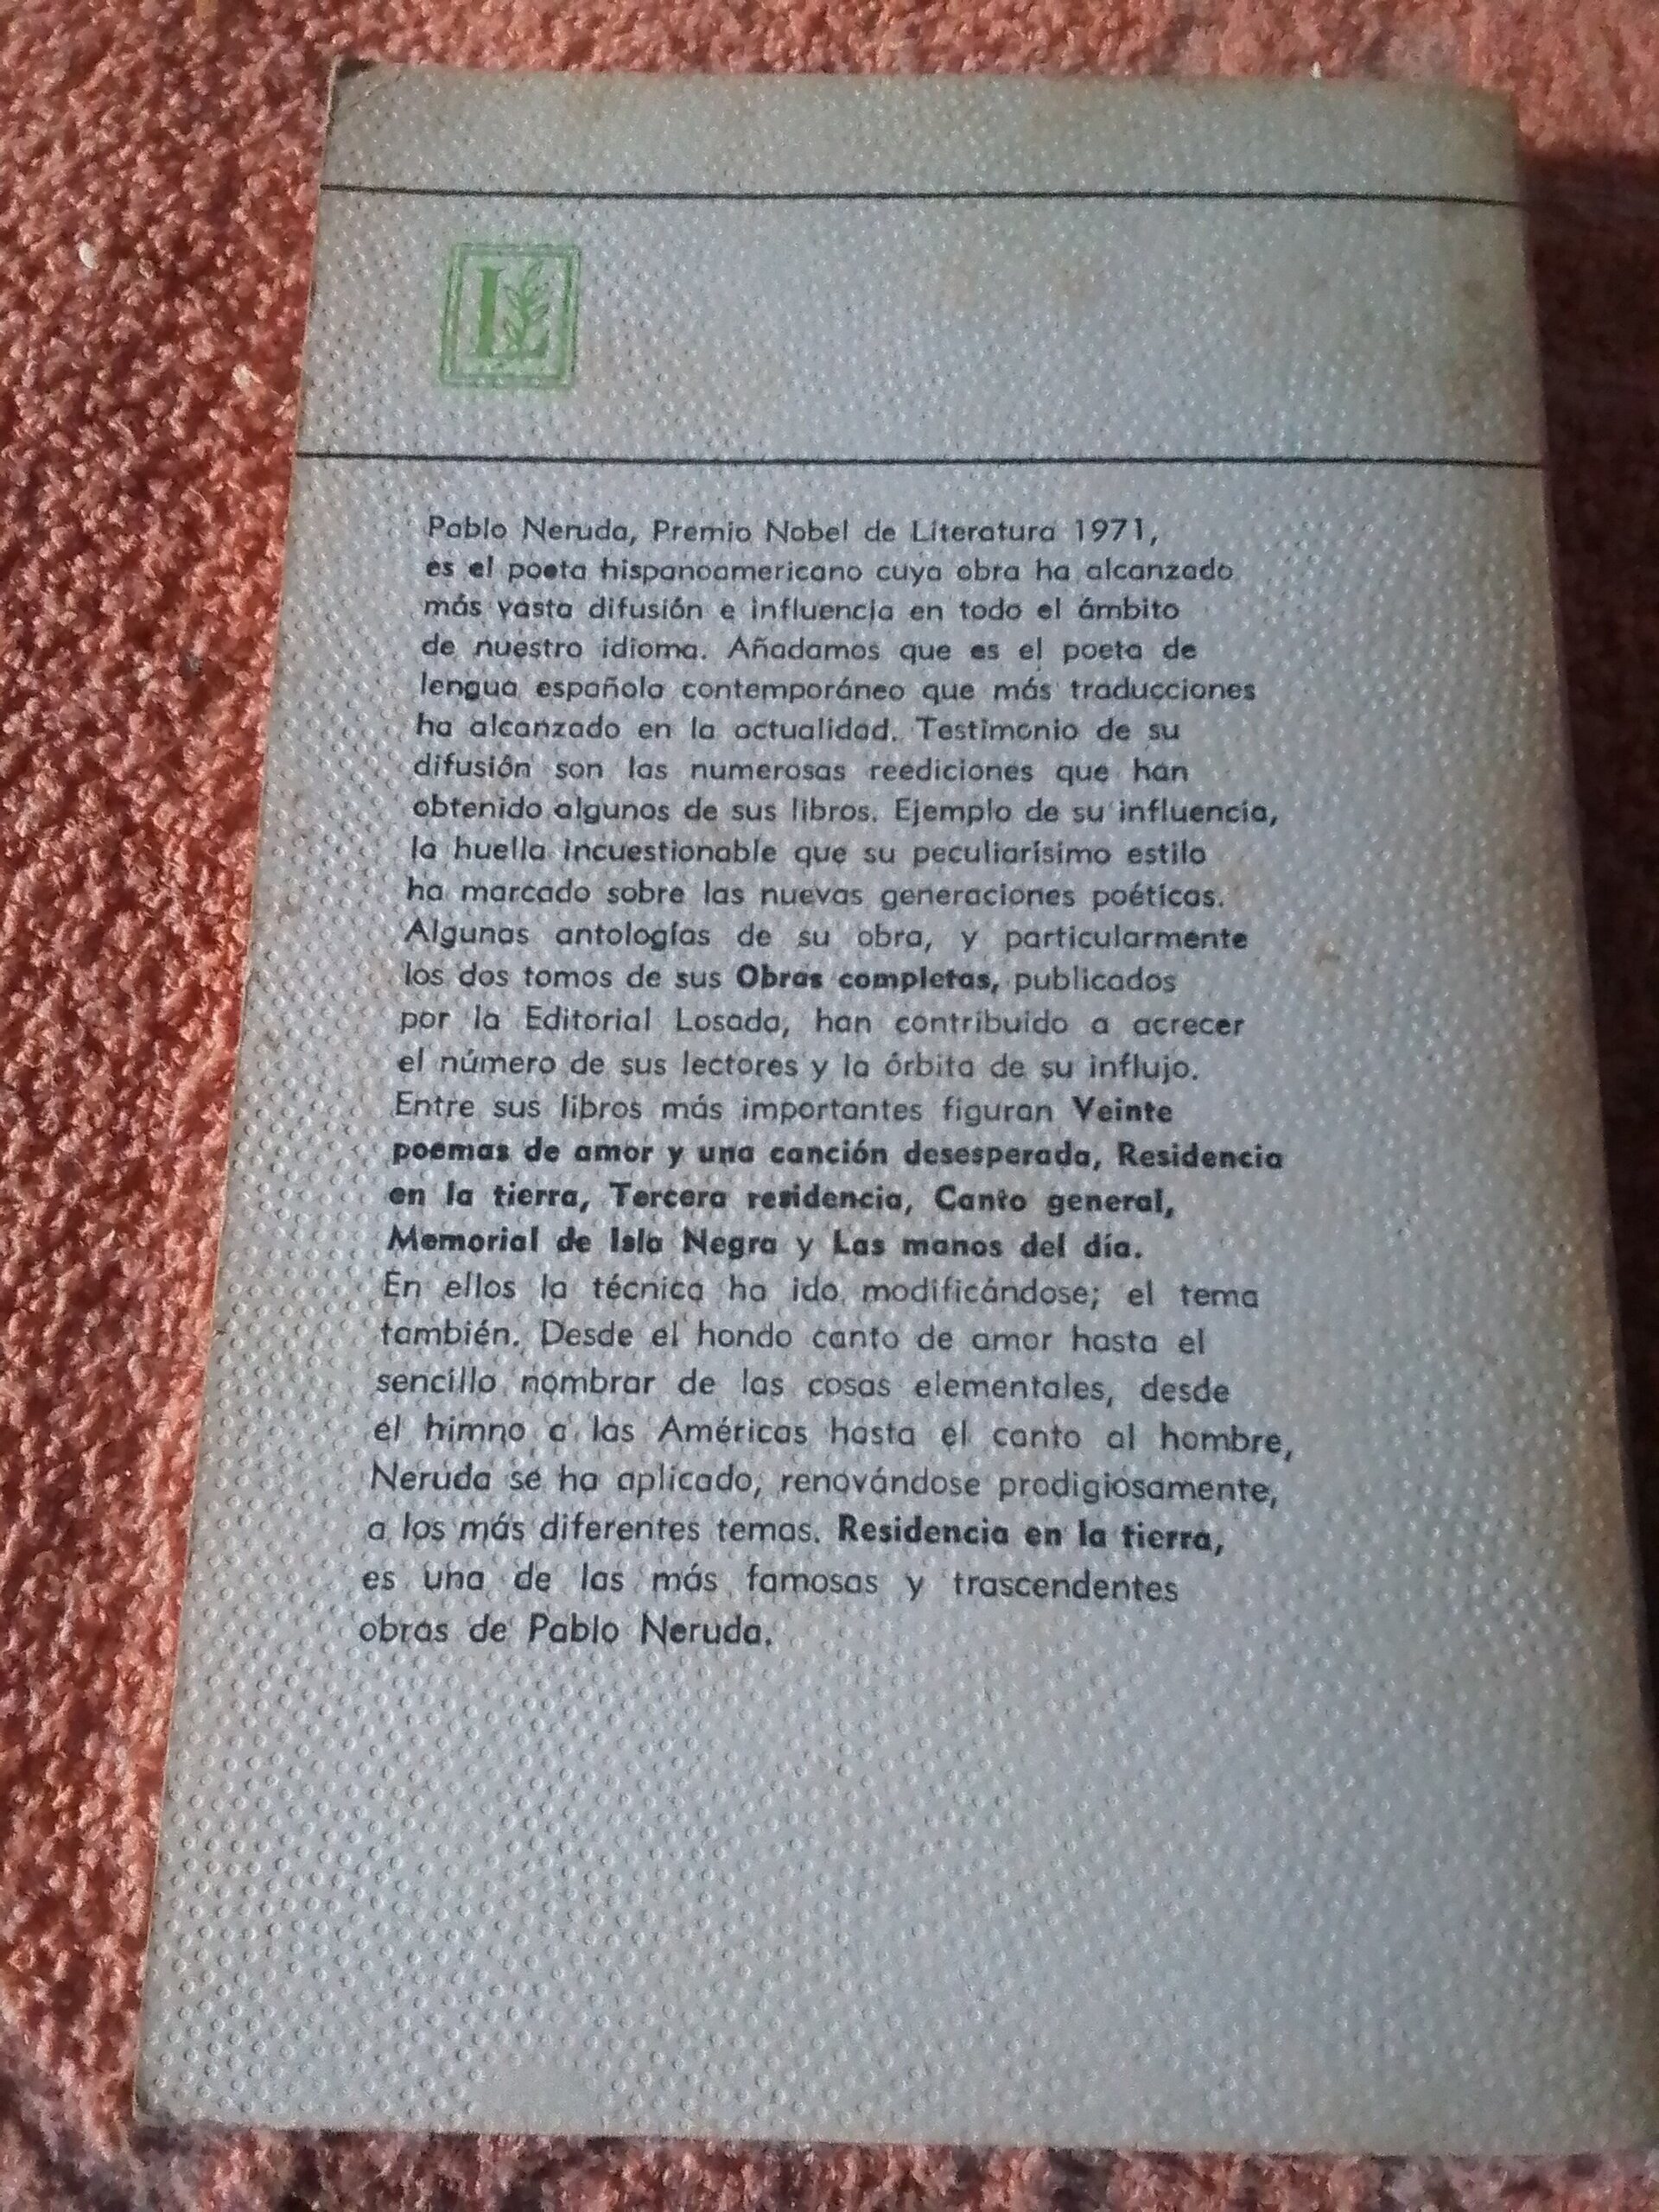 L
Pablo Neruda, Premio Nobel de Literatura 1971,
es el poeta hispanoamericano cuya obra ha alcanzado
más vasta difusión e influencia en todo el ámbito
de nuestro idioma. Añadamos que es el poeta de
lengua española contemporáneo que más traducciones
ha alcanzado en la actualidad. Testimonio de su
difusión son las numerosas reediciones que han
obtenido algunos de sus libros. Ejemplo de su influencia,
la huella incuestionable que su peculiarísimo estilo
ha marcado sobre las nuevas generaciones poéticas.
Algunas antologías de su obra, y particularmente
los dos tomos de sus Obras completas, publicados
por la Editorial Losada, han contribuido a acrecer
el número de sus lectores y la órbita de su influjo.
Entre sus libros más importantes figuran Veinte
poemas de amor y una canción desesperada, Residencia
en la tierra, Tercera residencia, Canto general,
Memorial de Isla Negra y Las manos del día.
En ellos la técnica ha ido modificándose; el tema
también. Desde el hondo canto de amor hasta el
sencillo nombrar de las cosas elementales, desde
el himno a las Américas hasta el canto al hombre,
Neruda se ha aplicado, renovándose prodigiosamente,
a los más diferentes temas. Residencia en la tierra,
es una de las más famosas y trascendentes
obras de Pablo Neruda.